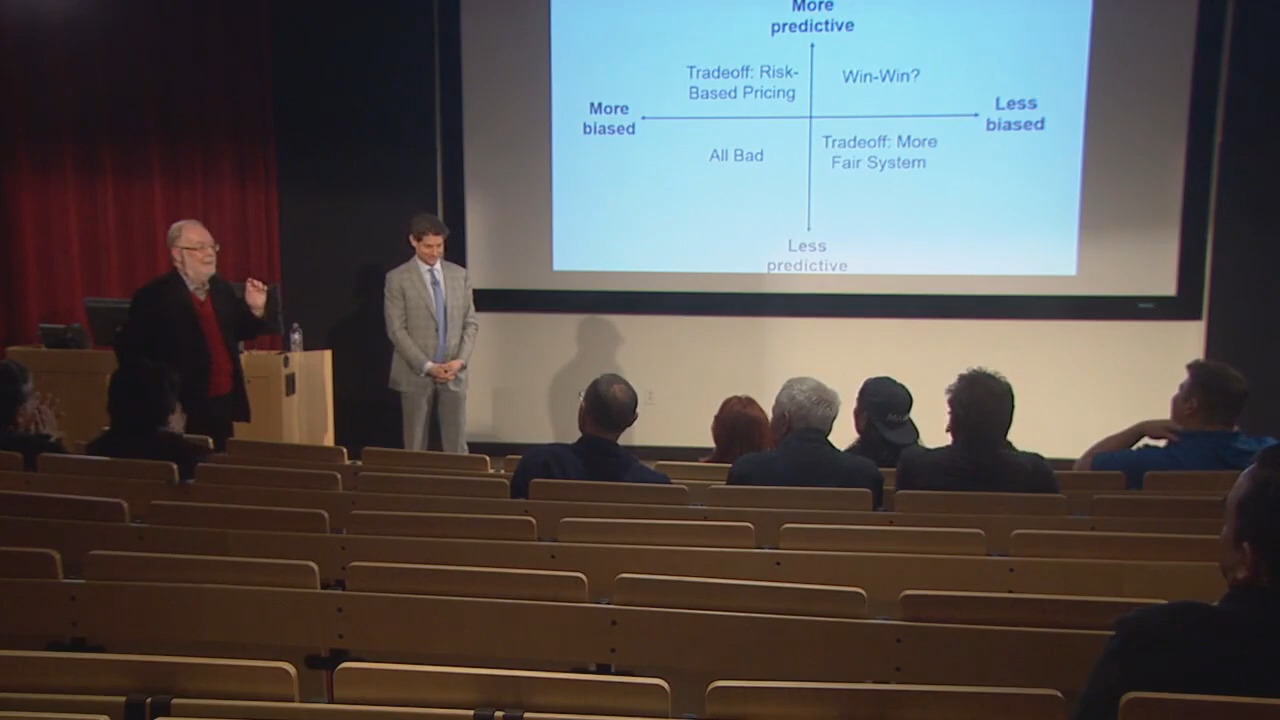 More
predictive
Tradeoff: Risk-
Based Pricing
Win-Win?
More
biased
Less
biased
All Bad
Tradeoff: More
Fair System
Less
predictive